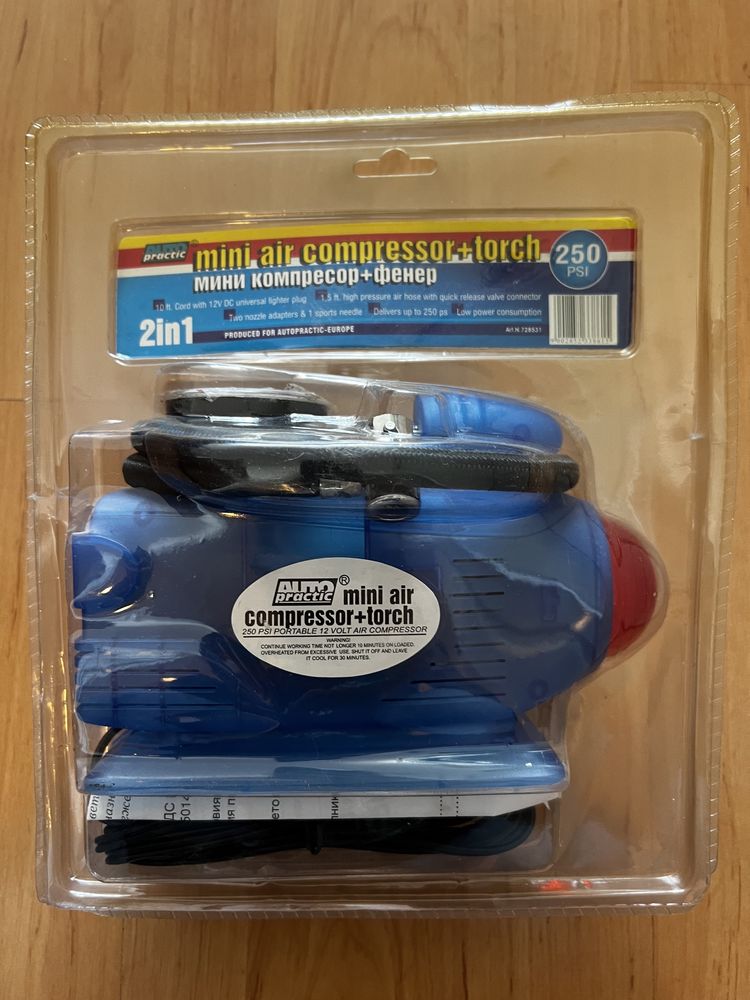 AUTO practic® mini air compressor+torch
мини компресор+фенер
250 PSI
10 ft. Cord with 12V DC universal lighter plug 1,5 ft. high pressure air hose with quick release valve connector
Two nozzle adapters & 1 sports needle Delivers up to 250 ps Low power consumption
2in1 PRODUCED FOR AUTOPRACTIC-EUROPE
Art.N:728531
AUTO practic® mini air
compressor+torch
250 PSI PORTABLE 12 VOLT AIR COMPRESSOR
WARNING!
CONTINUE WORKING TIME NOT LONGER 10 MINUTES ON LOADED.
OVERHEATED FROM EXCESSIVE USE. SHUT IT OFF AND LEAVE
IT COOL FOR 30 MINUTES.